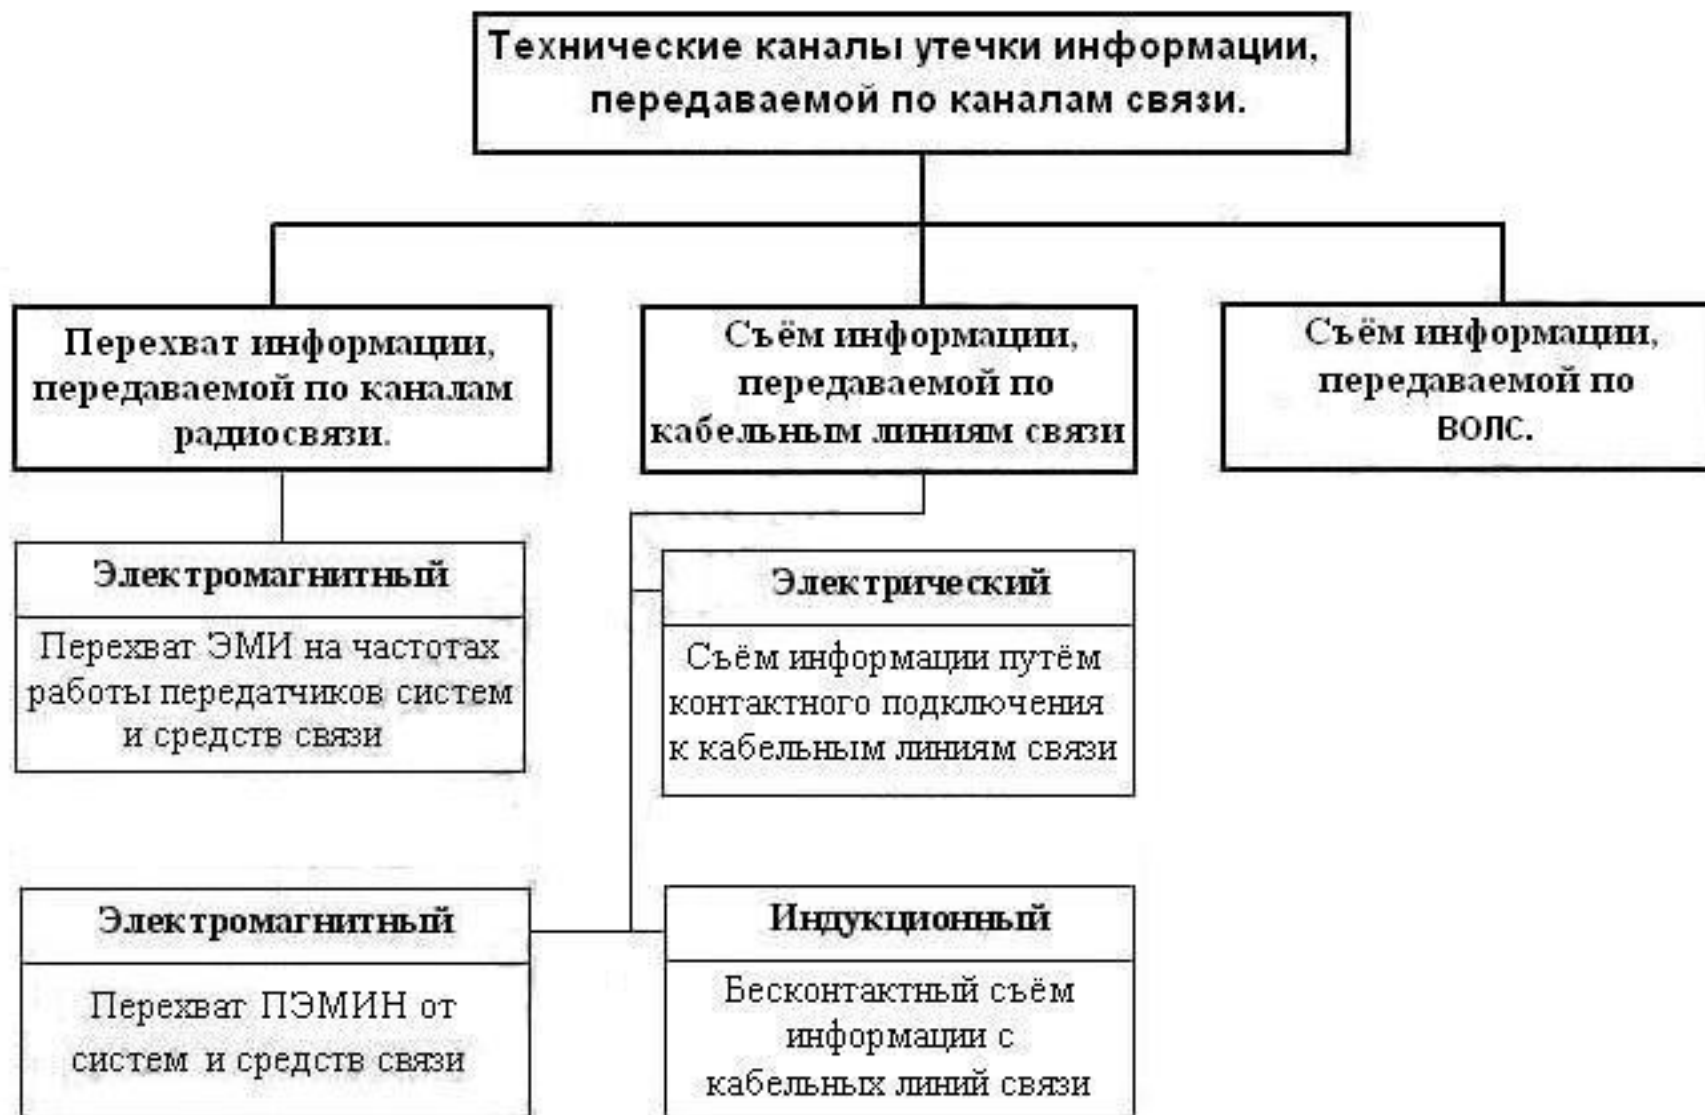 Технические каналы утечки информации,
передаваемой по каналам связи.
Перехват информации,
передаваемой по каналам
радиосвязи.
Съём информации,
передаваемой по
кабельным линиям связи
Съём информации,
передаваемой по
ВОЛС.
Электромагнитный
Перехват ЭМИ на частотах
работы передатчиков систем
и средств связи
Электрический
Съём информации путём
контактного подключения
к кабельным линиям связи
Электромагнитный
Перехват ПЭМИН от
систем и средств связи
Индукционный
Бесконтактный съём
информации с
кабельных линий связи